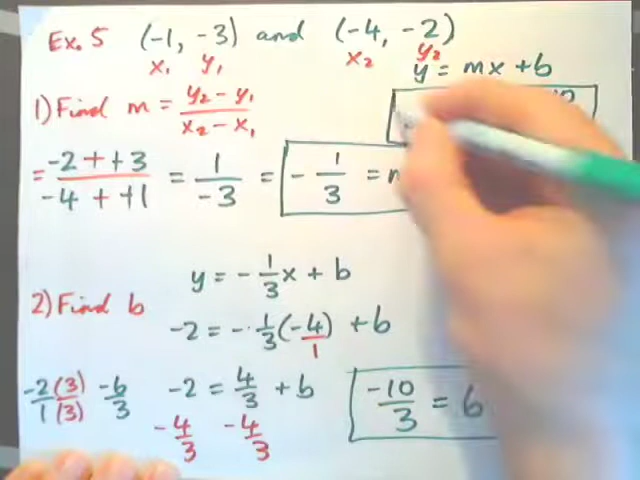 Ex. 5 (-1, -3) and (-4, -2)
x₁ y₁ x₂ y₂
y = mx + b
1) Find m = y₂ - y₁ / x₂ - x₁
= -2 + +3 / -4 + +1 = 1 / -3 = - 1/3 =
y = - 1/3 x + b
2) Find b
-2 = - 1/3 (-4/1) + b
-2/1 (3)/(3) -6/3 -2 = 4/3 + b
-10/3 = b
- 4/3 - 4/3